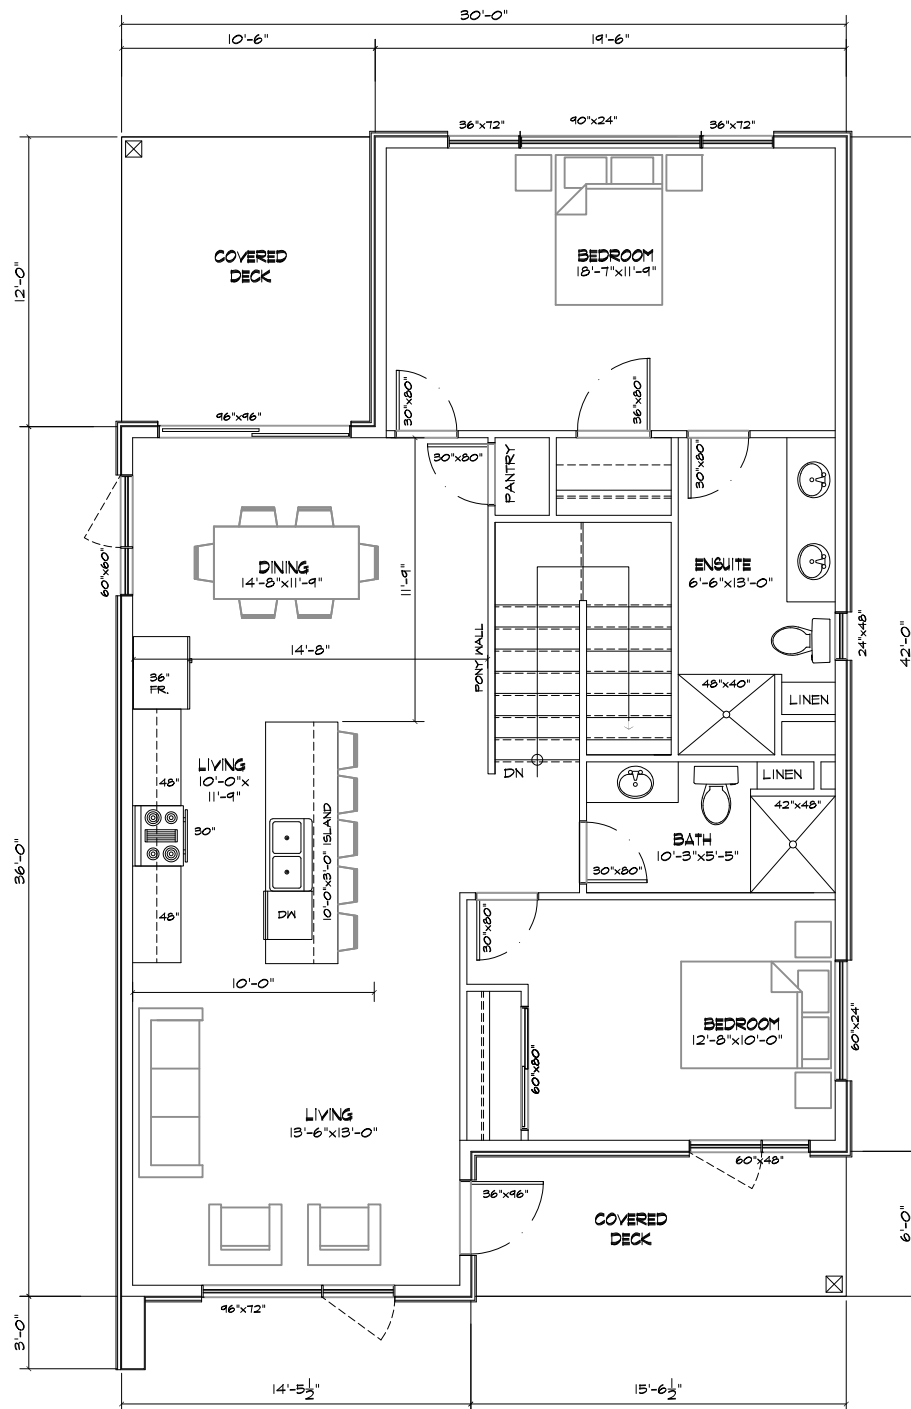 30'-0"
10'-6"
19'-6"
36"x72"
90"x24"
36"x72"
COVERED
DECK
BEDROOM
18'-7"x11'-9"
12'-0"
30"x80"
36"x80"
96"x96"
30"x80"
PANTRY
30"x80"
60"x60"
DINING
14'-8"x11'-9"
11'-9"
ENSUITE
6'-6"x13'-0"
24"x48"
42'-0"
14'-8"
PONY WALL
36"
FR.
48"x40"
LINEN
LIVING
10'-0"x
11'-9"
48"
DN
LINEN
42"x48"
30"
10'-0"x3'-0" ISLAND
BATH
10'-3"x5'-5"
30"x80"
36'-0"
48"
DW
30"x80"
10'-0"
BEDROOM
12'-8"x10'-0"
60"x24"
60"x80"
LIVING
13'-6"x13'-0"
60"x48"
36"x96"
COVERED
DECK
6'-0"
96"x72"
3'-0"
14'-5 1/2"
15'-6 1/2"